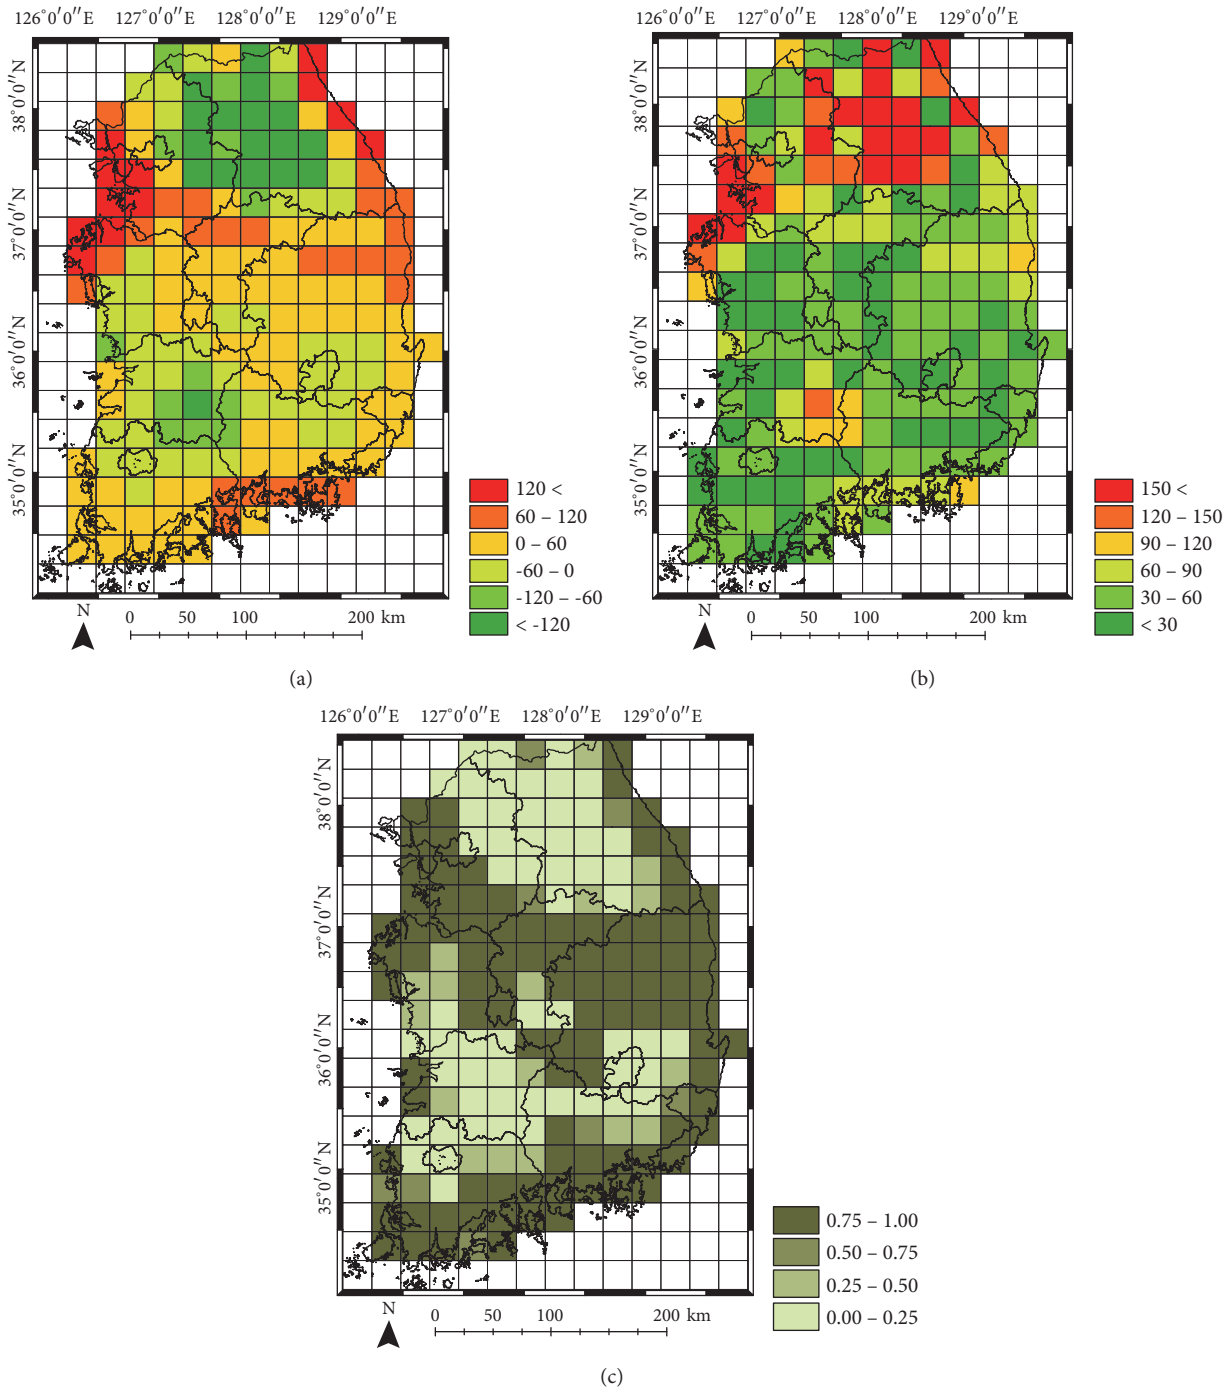 126°0′0″E 127°0′0″E 128°0′0″E 129°0′0″E
38°0′0″N
37°0′0″N
36°0′0″N
35°0′0″N
120 <
60 – 120
0 – 60
-60 – 0
-120 – -60
< -120
N
0 50 100 200 km
(a)
126°0′0″E 127°0′0″E 128°0′0″E 129°0′0″E
38°0′0″N
37°0′0″N
36°0′0″N
35°0′0″N
150 <
120 – 150
90 – 120
60 – 90
30 – 60
< 30
N
0 50 100 200 km
(b)
126°0′0″E 127°0′0″E 128°0′0″E 129°0′0″E
38°0′0″N
37°0′0″N
36°0′0″N
35°0′0″N
0.75 – 1.00
0.50 – 0.75
0.25 – 0.50
0.00 – 0.25
N
0 50 100 200 km
(c)